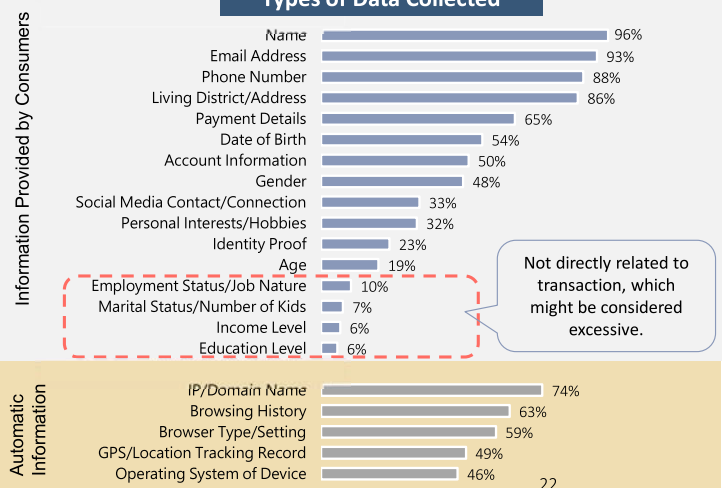 Types of Data Collected
Information Provided by Consumers
Name 96%
Email Address 93%
Phone Number 88%
Living District/Address 86%
Payment Details 65%
Date of Birth 54%
Account Information 50%
Gender 48%
Social Media Contact/Connection 33%
Personal Interests/Hobbies 32%
Identity Proof 23%
Age 19%
Employment Status/Job Nature 10%
Marital Status/Number of Kids 7%
Income Level 6%
Education Level 6%
Not directly related to
transaction, which
might be considered
excessive.
Automatic
Information
IP/Domain Name 74%
Browsing History 63%
Browser Type/Setting 59%
GPS/Location Tracking Record 49%
Operating System of Device 46%
22